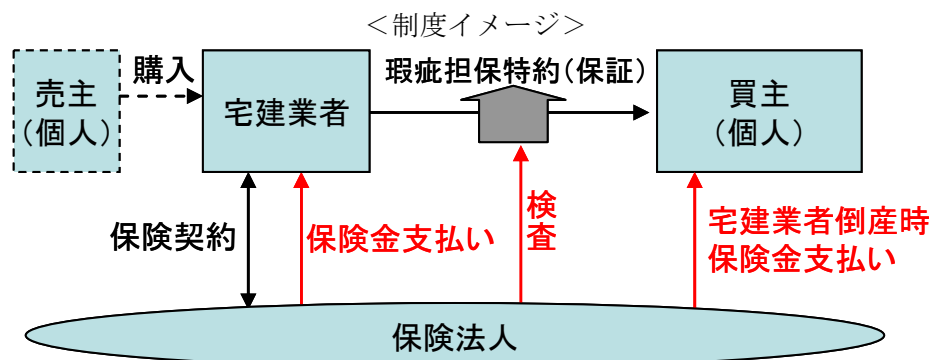 ＜制度イメージ＞
売主
（個人）
購入
宅建業者
瑕疵担保特約（保証）
買主
（個人）
保険契約
保険金支払い
検査
宅建業者倒産時
保険金支払い
保険法人